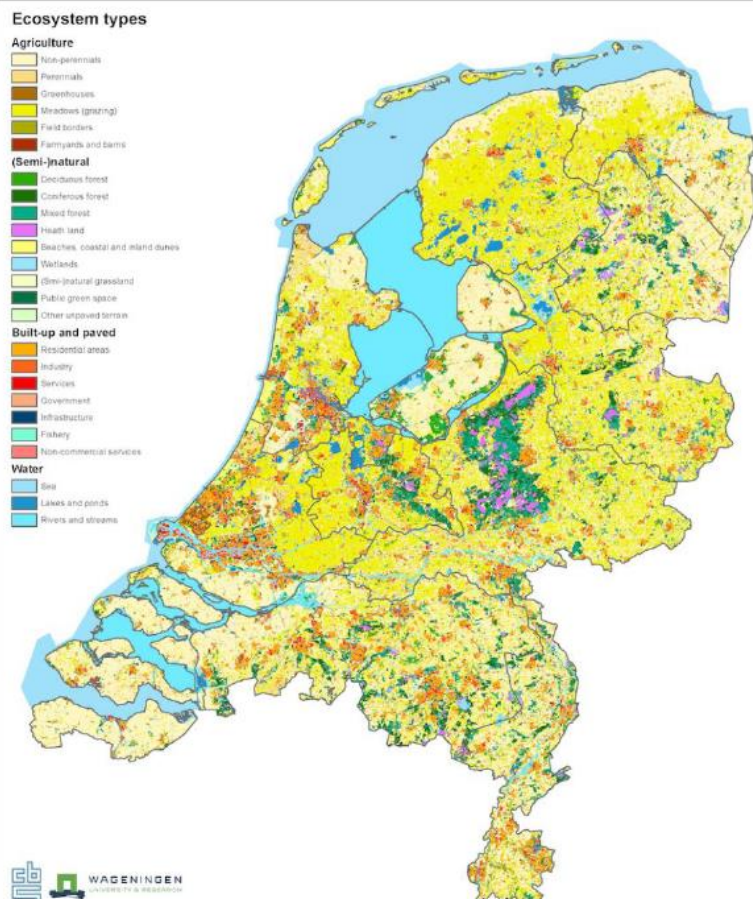 Ecosystem types
Agriculture
Non-perennials
Perennials
Greenhouses
Meadows (grazing)
Field borders
Farmyards and barns
(Semi-)natural
Deciduous forest
Coniferous forest
Mixed forest
Heath land
Beaches, coastal and inland dunes
Wetlands
(Semi-)natural grassland
Public green space
Other unpaved terrain
Built-up and paved
Residential areas
Industry
Services
Government
Infrastructure
Fishery
Non-commercial services
Water
Sea
Lakes and ponds
Rivers and streams
cbs
WAGENINGEN
UNIVERSITY & RESEARCH